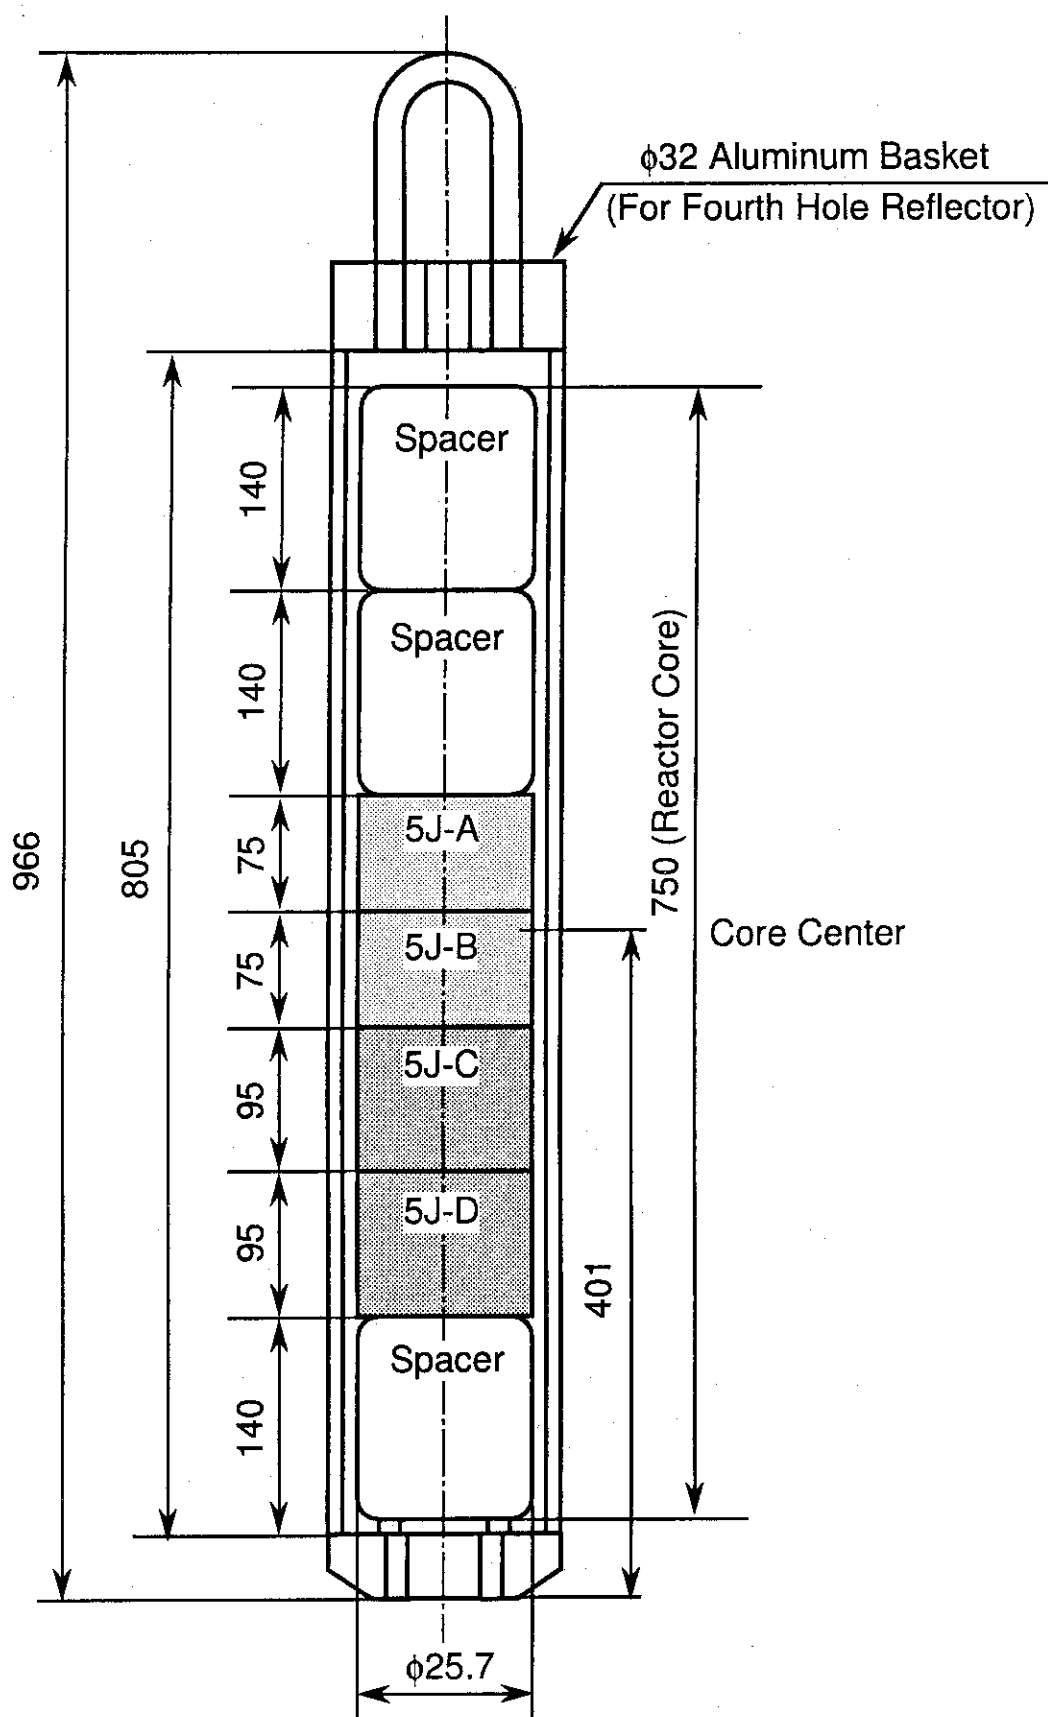 φ32 Aluminum Basket
(For Fourth Hole Reflector)
Spacer
140
Spacer
140
750 (Reactor Core)
966
805
5J-A
75
Core Center
5J-B
75
5J-C
95
5J-D
95
401
Spacer
140
φ25.7